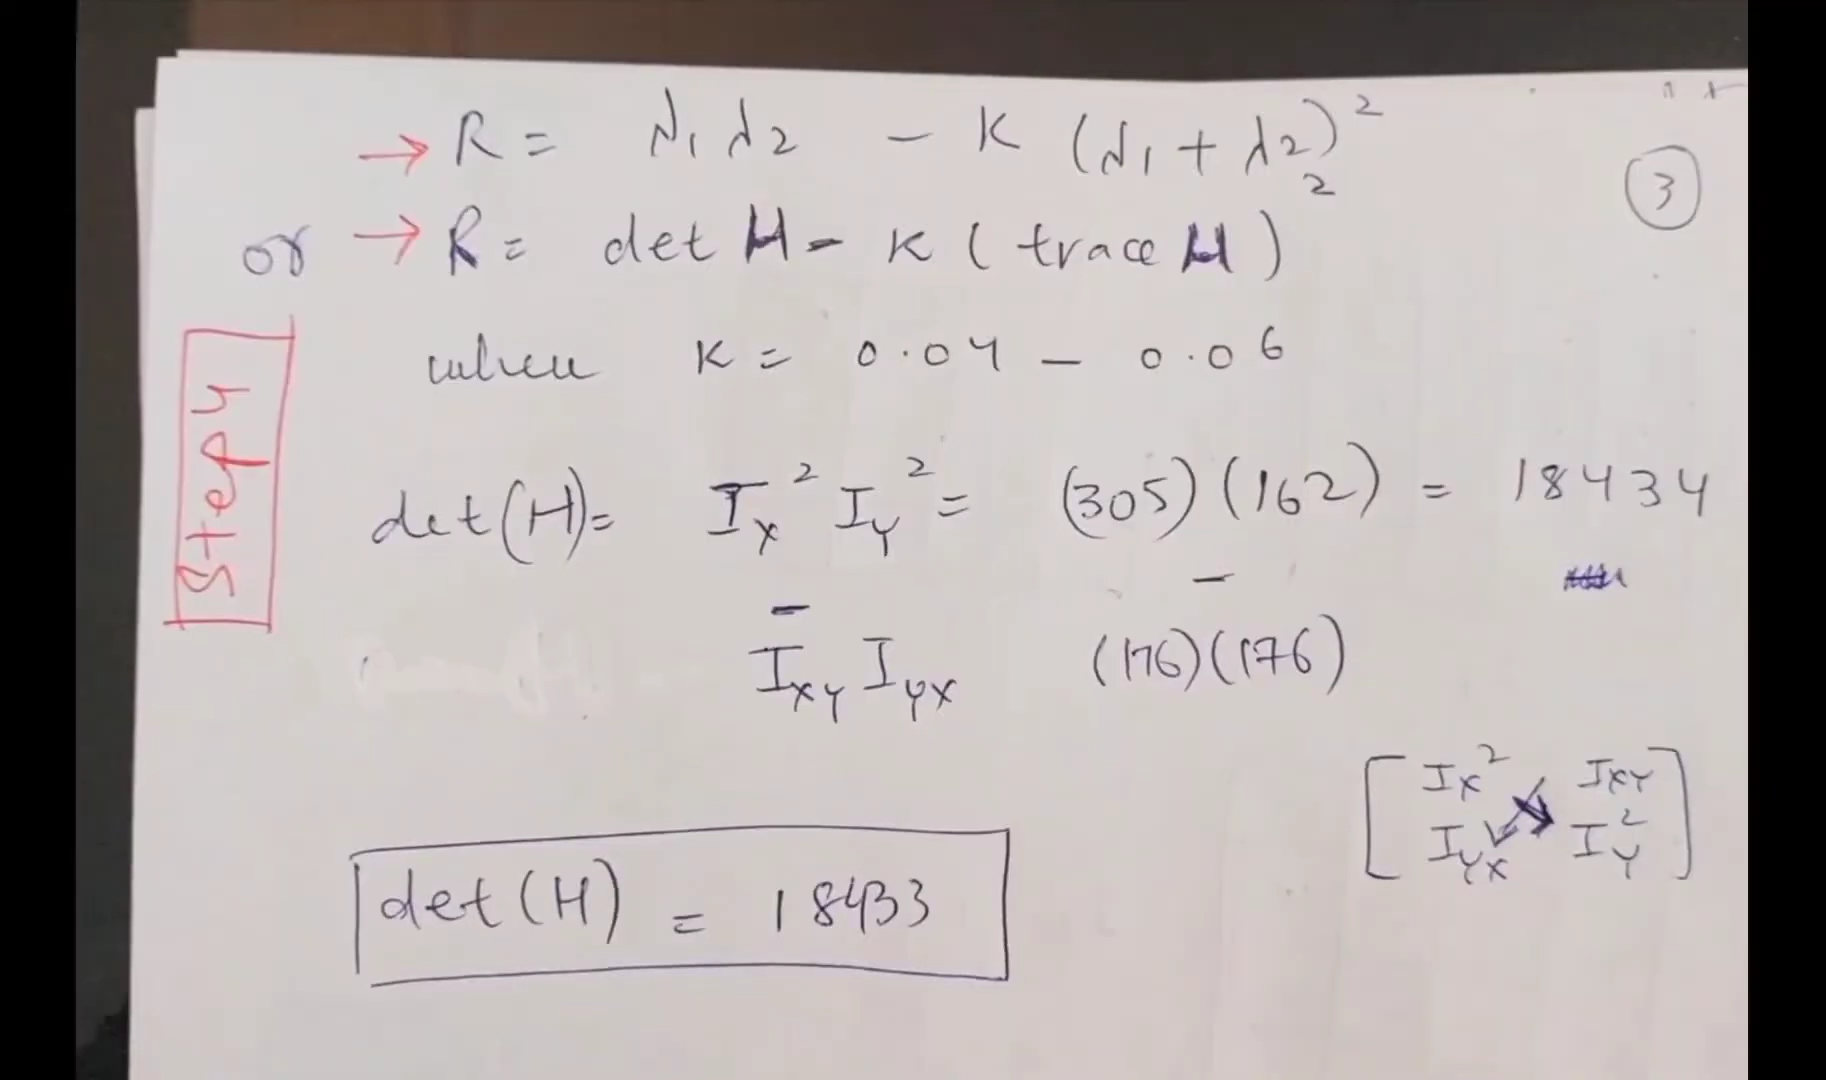 → R = λ1 λ2 - K (λ1 + λ2)²
3
or → R = det H - K ( trace H )²
Step 4
when K = 0.04 - 0.06
det(H) = Ix² Iy² = (305) (162) = 18434
- -
Ixy Iyx (176)(176)
[ Ix² Ixy
Iyx Iy² ]
det(H) = 18433